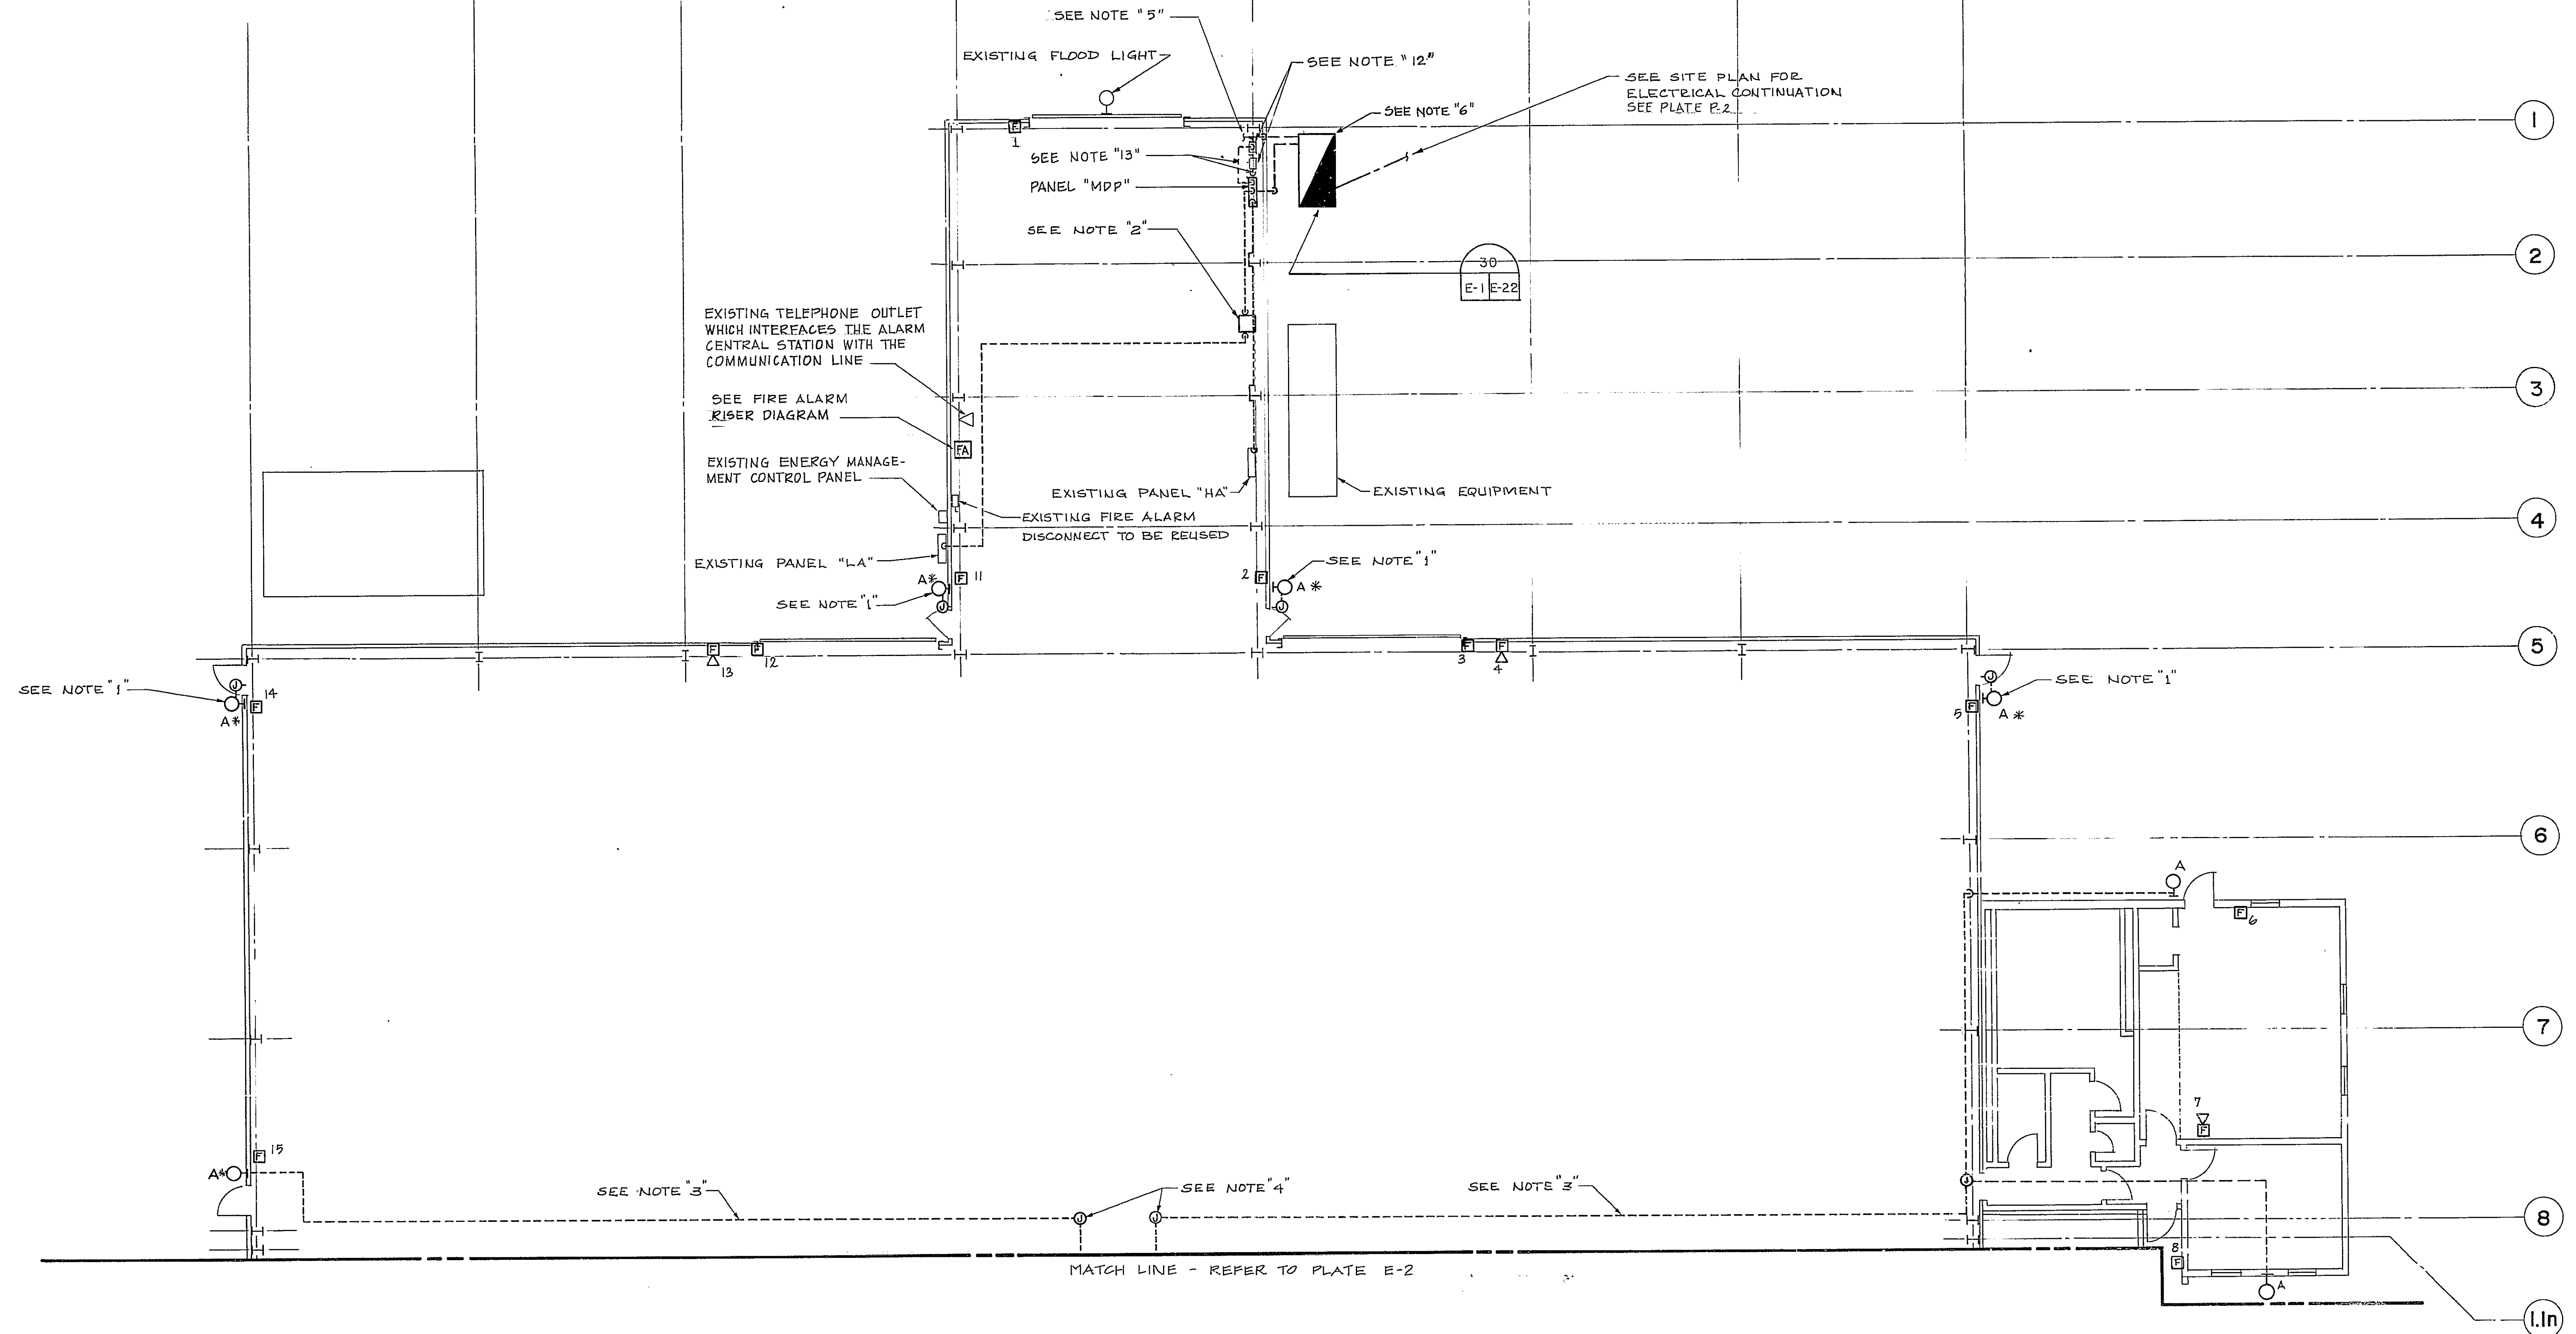 SEE NOTE "5"
EXISTING FLOOD LIGHT
SEE NOTE "12"
SEE SITE PLAN FOR
ELECTRICAL CONTINUATION
SEE PLATE P-2
SEE NOTE "6"
1
F
1
SEE NOTE "13"
PANEL "MDP"
SEE NOTE "2"
2
30
E-1 E-22
EXISTING TELEPHONE OUTLET
WHICH INTERFACES THE ALARM
CENTRAL STATION WITH THE
COMMUNICATION LINE
3
SEE FIRE ALARM
RISER DIAGRAM
FA
EXISTING ENERGY MANAGE-
MENT CONTROL PANEL
EXISTING PANEL "HA"
EXISTING EQUIPMENT
EXISTING FIRE ALARM
DISCONNECT TO BE REUSED
4
EXISTING PANEL "LA"
SEE NOTE "1"
A*
F 11
2 F
A *
SEE NOTE "1"
J
J
F
13
F
12
F
3
F
4
5
SEE NOTE "1"
J
14
F
A*
J
SEE NOTE "1"
5 F
A *
6
A
F
6
7
7
F
F 15
A*
SEE NOTE "3"
J
J
SEE NOTE "4"
SEE NOTE "3"
J
8
8
F
A
MATCH LINE - REFER TO PLATE E-2
1.1n